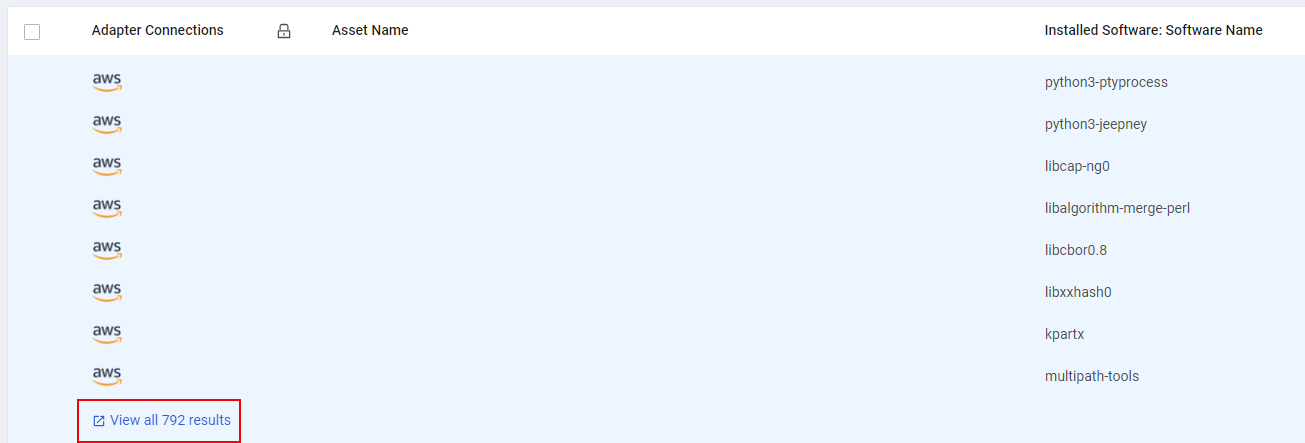 Adapter Connections Asset Name Installed Software: Software Name
aws python3-ptyprocess
aws python3-jeepney
aws libcap-ng0
aws libalgorithm-merge-perl
aws libcbor0.8
aws libxxhash0
aws kpartx
aws multipath-tools
View all 792 results